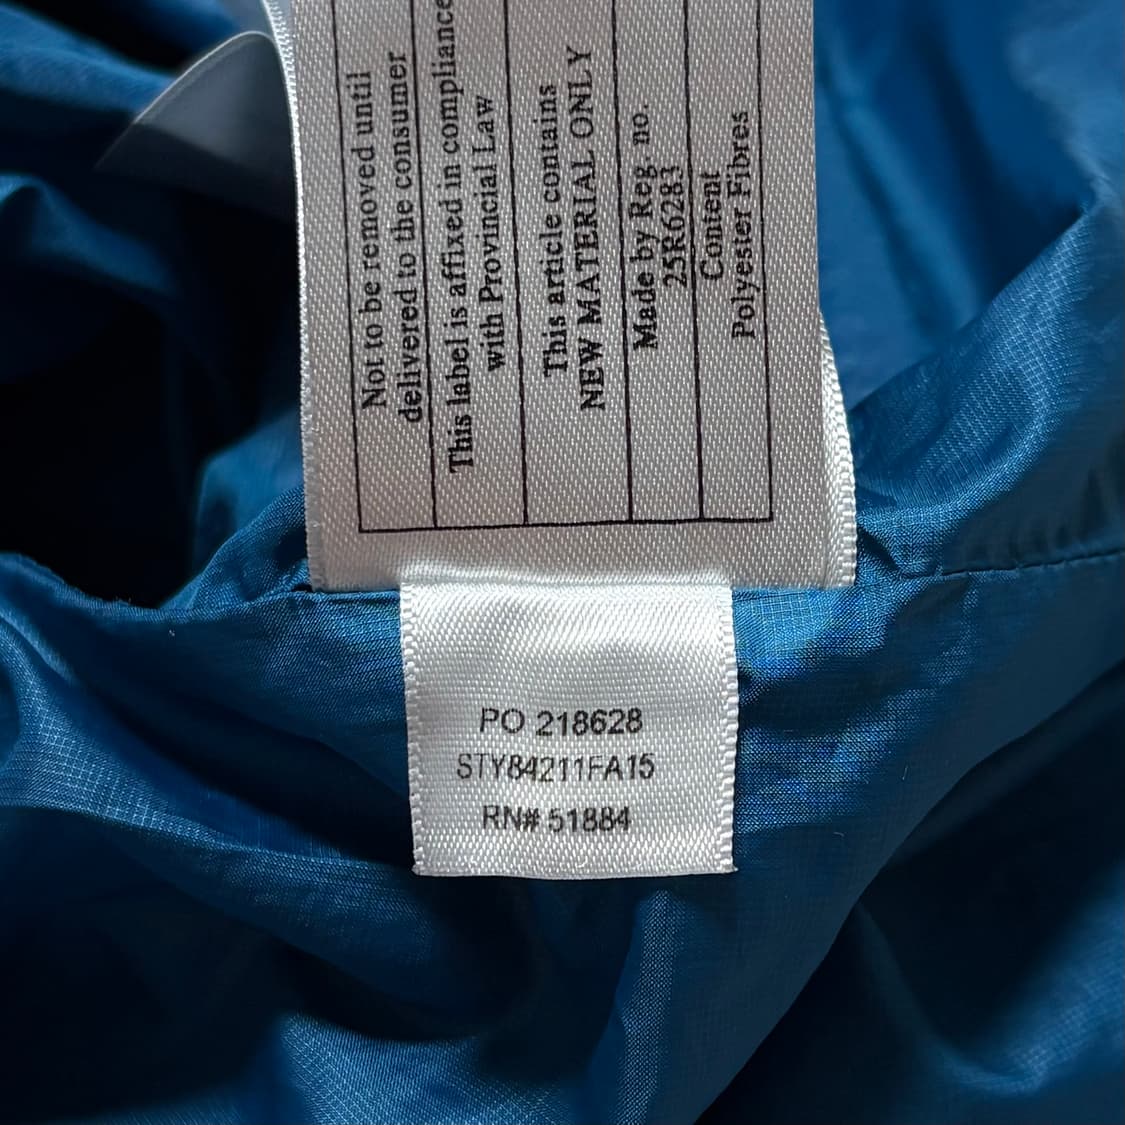 Not to be removed until
delivered to the consumer
This label is affixed in compliance
with Provincial Law
This article contains
NEW MATERIAL ONLY
Made by Reg. no.
25R6283
Content
Polyester Fibres
PO 218628
STY84211FA15
RN# 51884